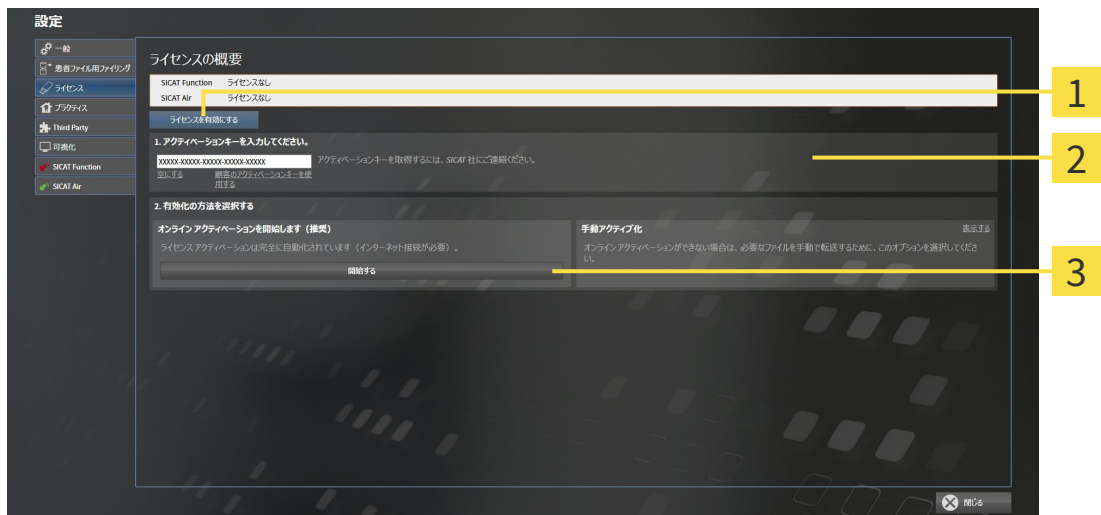 設定
一般
患者ファイル用ファイリング
ライセンス
プラクティス
Third Party
可視化
SICAT Function
SICAT Air
ライセンスの概要
SICAT Function ライセンスなし
SICAT Air ライセンスなし
ライセンスを有効にする
1. アクティベーションキーを入力してください。
XXXXX-XXXXX-XXXXX-XXXXX-XXXXX
アクティベーションキーを取得するには、SICAT 社にご連絡ください。
空にする
顧客のアクティベーションキーを使
用する
2. 有効化の方法を選択する
オンライン アクティベーションを開始します（推奨）
ライセンス アクティベーションは完全に自動化されています（インターネット接続が必要）.
開始する
手動アクティブ化 表示する
オンライン アクティベーションができない場合は、必要なファイルを手動で転送するために、このオプションを選択してくださ
い。
閉じる
1
2
3